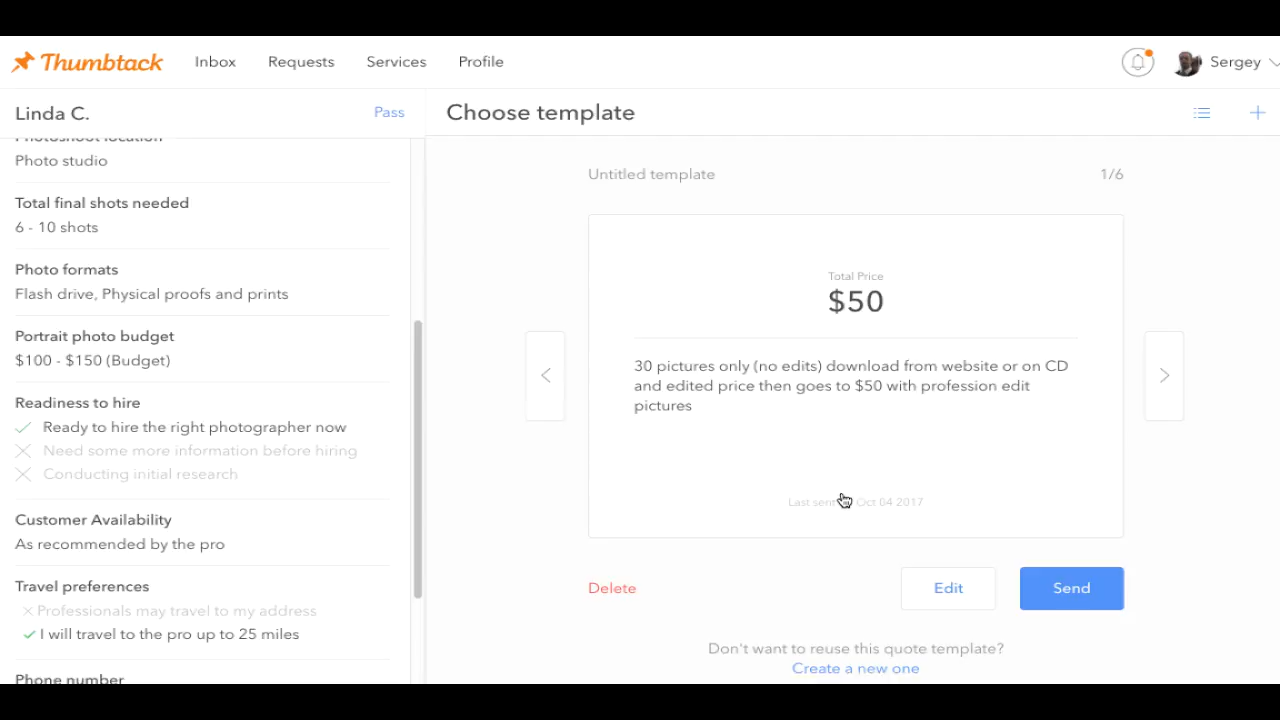 Thumbtack
Inbox
Requests
Services
Profile
Sergey
Linda C.
Pass
Photoshoot location
Photo studio
Total final shots needed
6 - 10 shots
Photo formats
Flash drive, Physical proofs and prints
Portrait photo budget
$100 - $150 (Budget)
Readiness to hire
Ready to hire the right photographer now
Need some more information before hiring
Conducting initial research
Customer Availability
As recommended by the pro
Travel preferences
Professionals may travel to my address
I will travel to the pro up to 25 miles
Phone number
Choose template
Untitled template
1/6
Total Price
$50
30 pictures only (no edits) download from website or on CD
and edited price then goes to $50 with profession edit
pictures
Last sent Oct 04 2017
Delete
Edit
Send
Don't want to reuse this quote template?
Create a new one